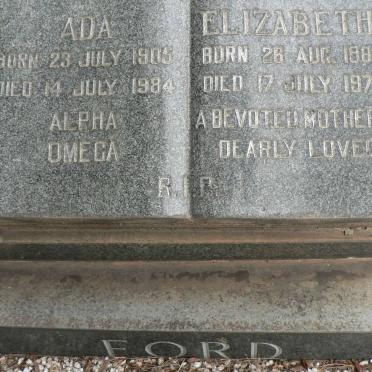 ADA
BORN 23 JULY 1905
DIED 14 JULY 1984
ALPHA
OMEGA
ELIZABETH
BORN 26 AUG.
DIED 17 JULY
A DEVOTED MOTHER
DEARLY LOVED
R.I.P.
FORD